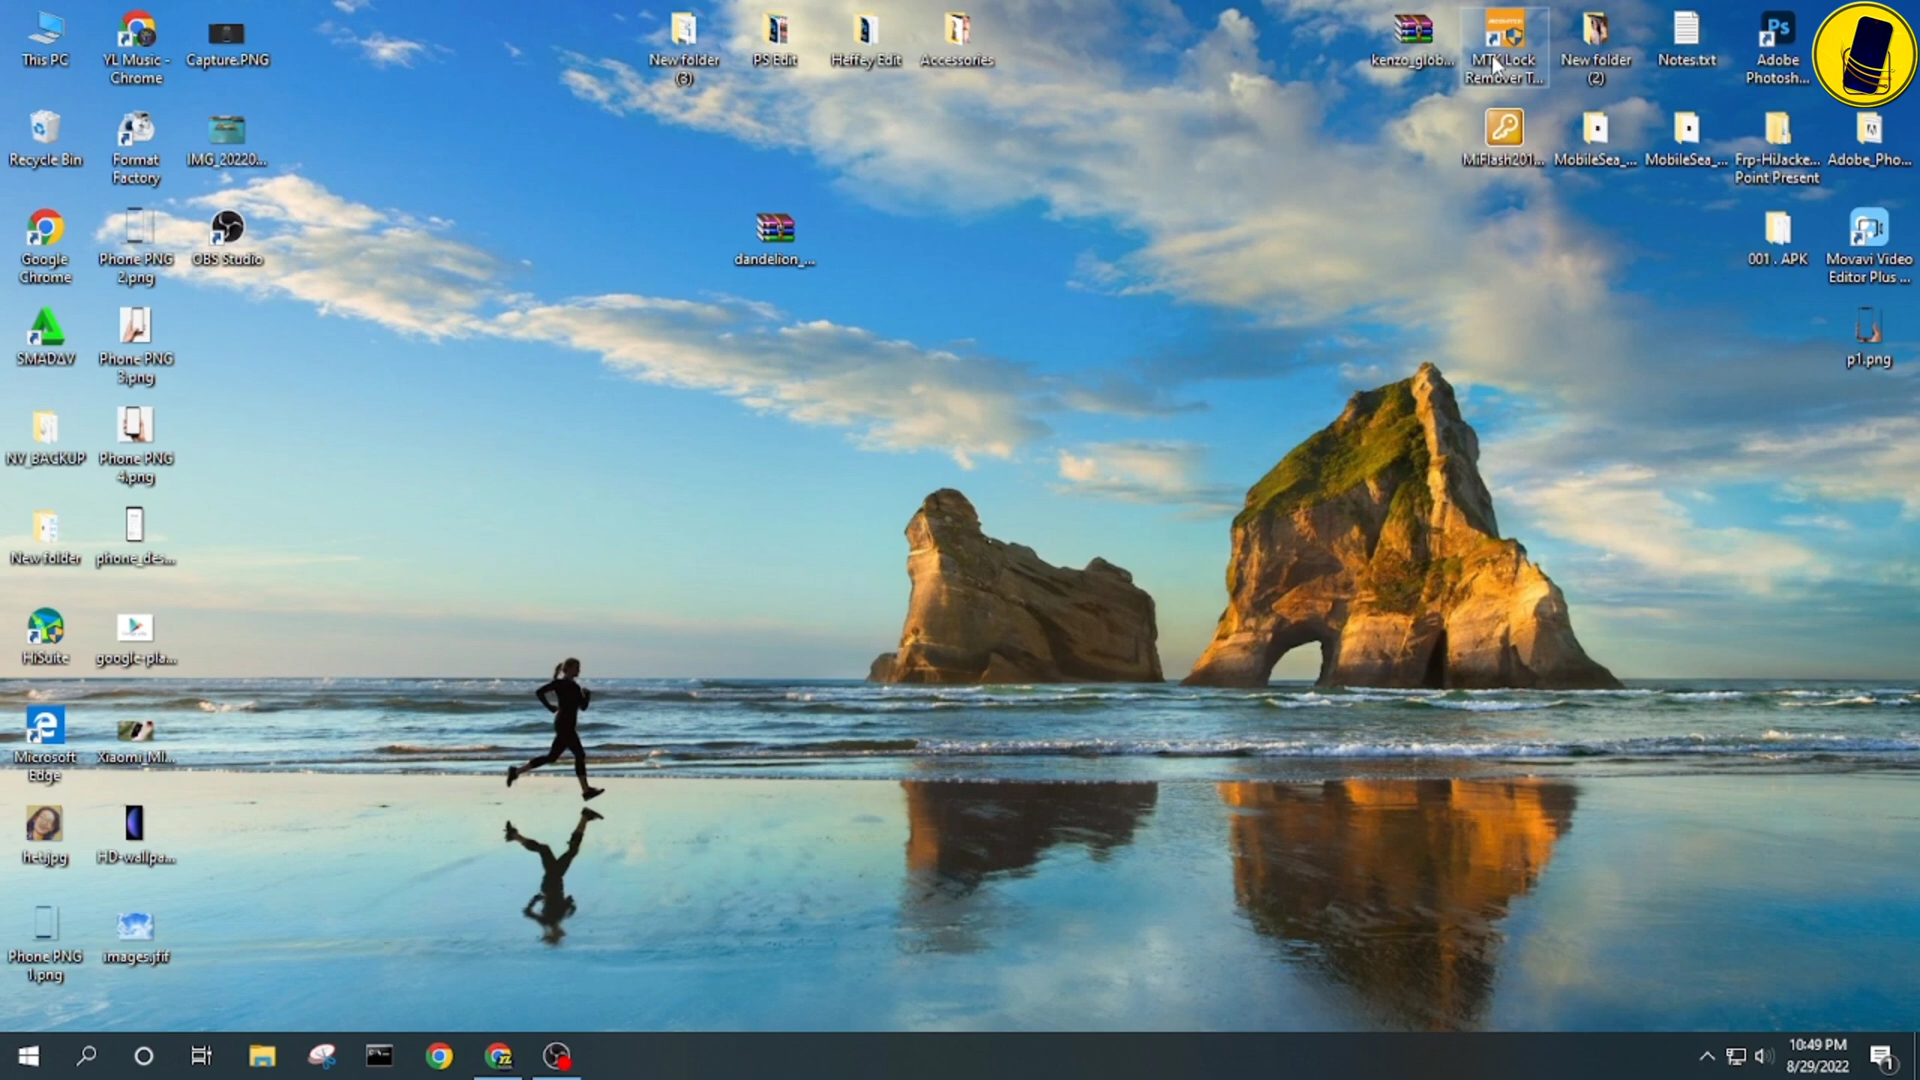 This PC
YL Music -
Chrome
Capture.PNG
New folder
(3)
PS Edit
Heffey Edit
Accessories
kenzo_glob...
MTK Lock
Remover T...
New folder
(2)
Notes.txt
Ps
Adobe
Photosh...
Recycle Bin
Format
Factory
IMG_20220...
MiFlash201...
MobileSea_...
MobileSea_...
Frp-HiJacke...
Point Present
Adobe_Pho...
Google
Chrome
Phone PNG
2.png
OBS Studio
dandelion_...
001 . APK
Movavi Video
Editor Plus ...
SMADAV
Phone PNG
3.png
p1.png
NV_BACKUP
Phone PNG
4.png
New folder
phone_des...
HiSuite
google-pla...
Microsoft
Edge
Xiaomi_MI...
het.jpg
HD-wallpa...
Phone PNG
1.png
images.jfif
10:49 PM
8/29/2022
1